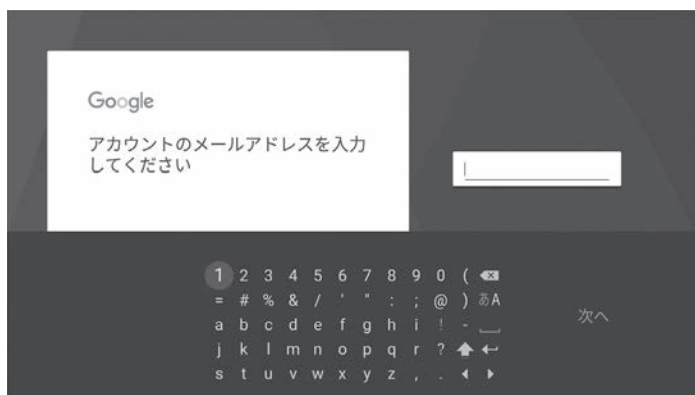 Google
アカウントのメールアドレスを入力
してください
1 2 3 4 5 6 7 8 9 0 (
= # % & / ' " : ; @ ) あA
a b c d e f g h i ! -
次へ
j k l m n o p q r ?
s t u v w x y z , .